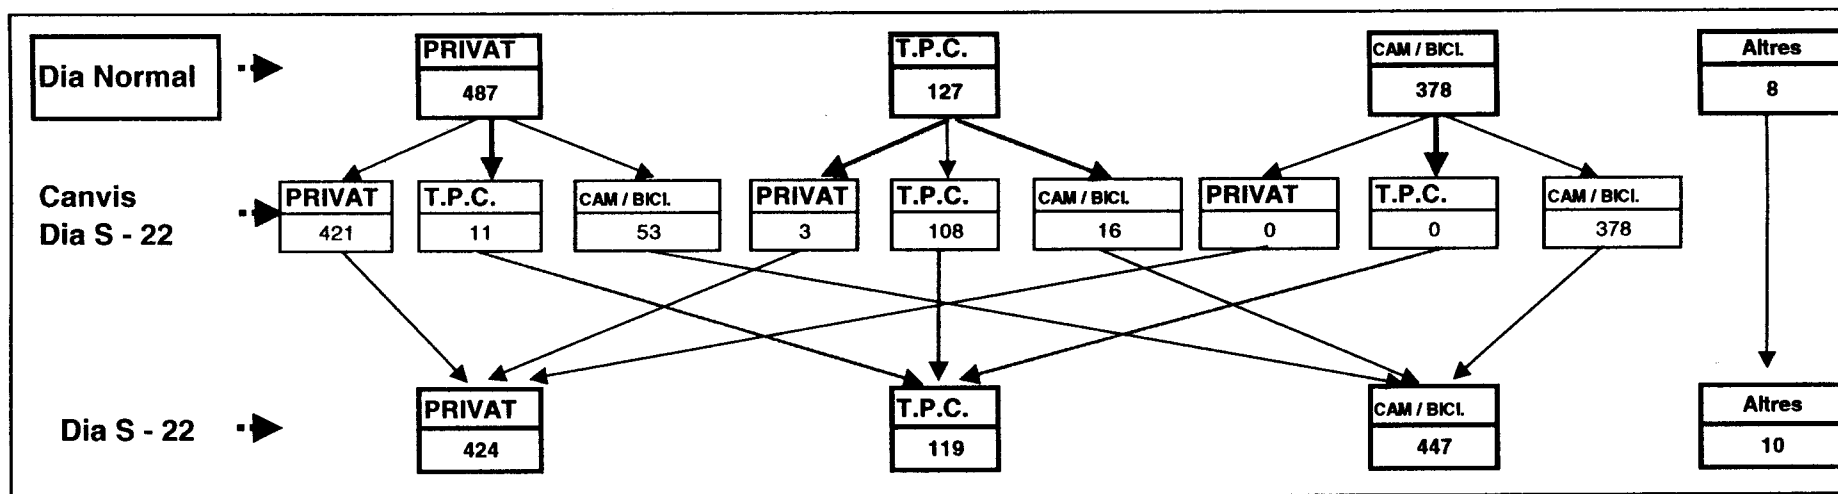 Dia Normal
PRIVAT
487
T.P.C.
127
CAM / BICI.
378
Altres
8
Canvis
Dia S - 22
PRIVAT
421
T.P.C.
11
CAM / BICI.
53
PRIVAT
3
T.P.C.
108
CAM / BICI.
16
PRIVAT
0
T.P.C.
0
CAM / BICI.
378
Dia S - 22
PRIVAT
424
T.P.C.
119
CAM / BICI.
447
Altres
10